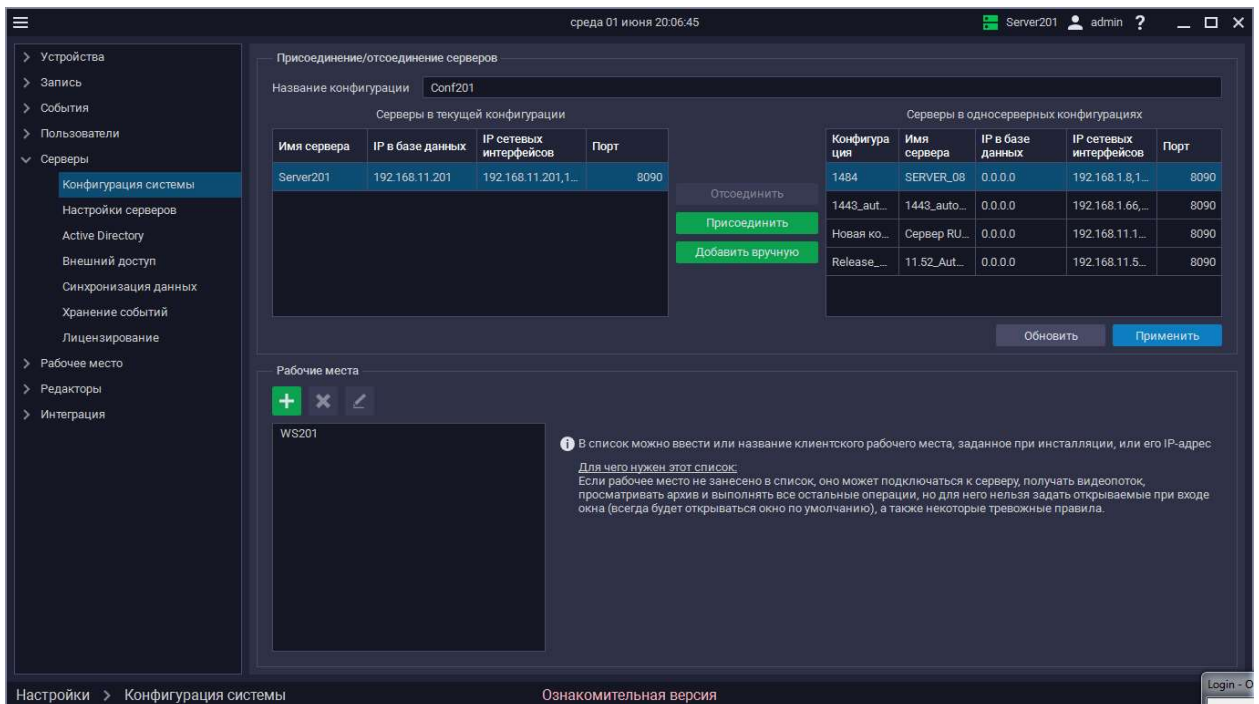 среда 01 июня 20:06:45
Server201 admin ?
Устройства
Запись
События
Пользователи
Серверы
Конфигурация системы
Настройки серверов
Active Directory
Внешний доступ
Синхронизация данных
Хранение событий
Лицензирование
Рабочее место
Редакторы
Интеграция
Присоединение/отсоединение серверов
Название конфигурации Conf201
Серверы в текущей конфигурации
Имя сервера IP в базе данных IP сетевых интерфейсов Порт
Server201 192.168.11.201 192.168.11.201,1... 8090
Отсоединить
Присоединить
Добавить вручную
Серверы в односерверных конфигурациях
Конфигура ция Имя сервера IP в базе данных IP сетевых интерфейсов Порт
1484 SERVER_08 0.0.0.0 192.168.1.8,1... 8090
1443_aut... 1443_auto... 0.0.0.0 192.168.1.66,... 8090
Новая ко... Сервер RU... 0.0.0.0 192.168.11.1... 8090
Release_... 11.52_Aut... 0.0.0.0 192.168.11.5... 8090
Обновить Применить
Рабочие места
WS201
В список можно ввести или название клиентского рабочего места, заданное при инсталляции, или его IP-адрес
Для чего нужен этот список:
Если рабочее место не занесено в список, оно может подключаться к серверу, получать видеопоток,
просматривать архив и выполнять все остальные операции, но для него нельзя задать открываемые при входе
окна (всегда будет открываться окно по умолчанию), а также некоторые тревожные правила.
Настройки > Конфигурация системы
Ознакомительная версия
Login - O